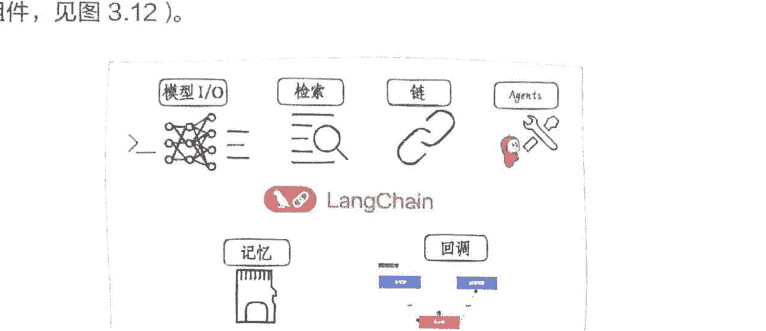 组件，见图 3.12 )。
模型 I/O
检索
链
Agents
>_
LangChain
记忆
回调